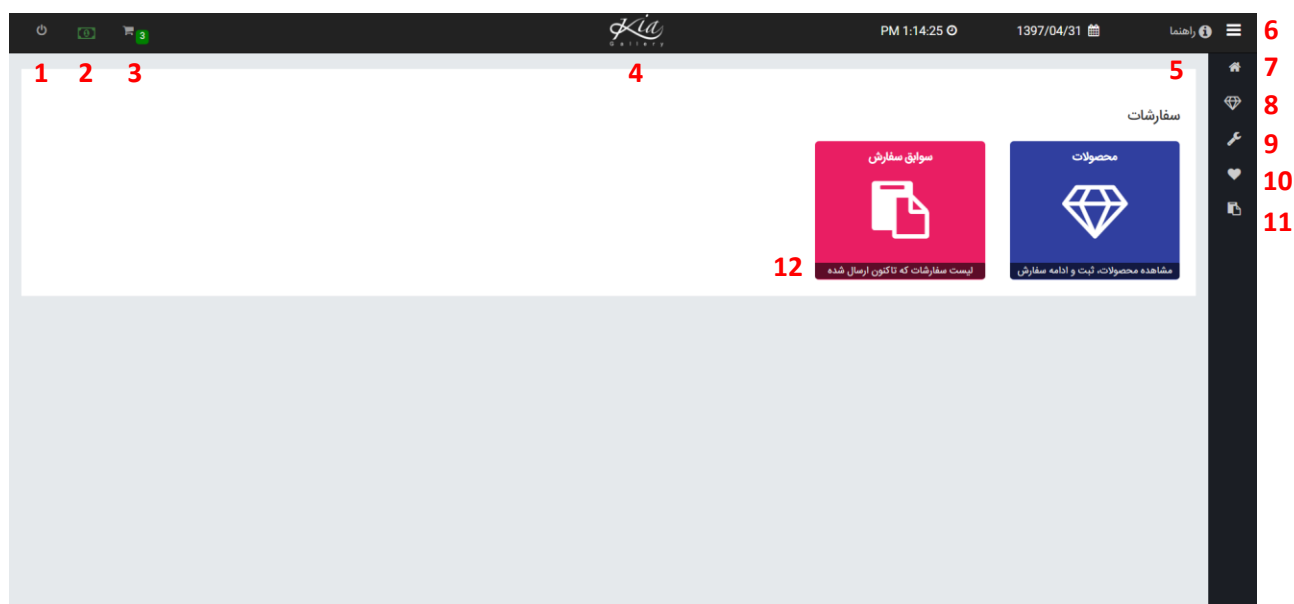 راهنما
1397/04/31
PM 1:14:25
Kia
Gallery
3
6
1
2
3
4
5
7
8
9
10
11
سفارشات
محصولات
مشاهده محصولات، ثبت و ادامه سفارش
سوابق سفارش
لیست سفارشات که تاکنون ارسال شده
12